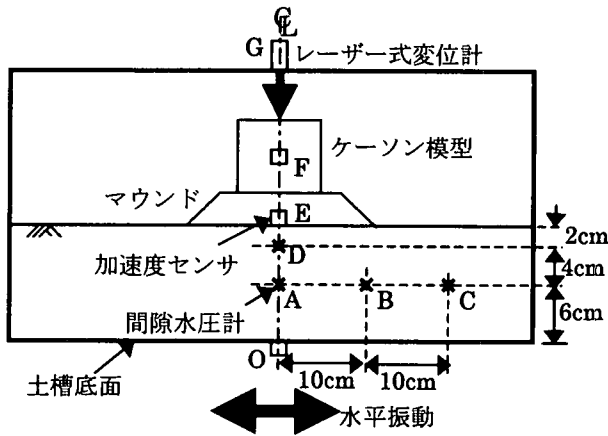 CL
G レーザー式変位計
ケーソン模型
F
マウンド
E
2cm
D
加速度センサ
4cm
A B C
間隙水圧計
6cm
O
10cm 10cm
土槽底面
水平振動